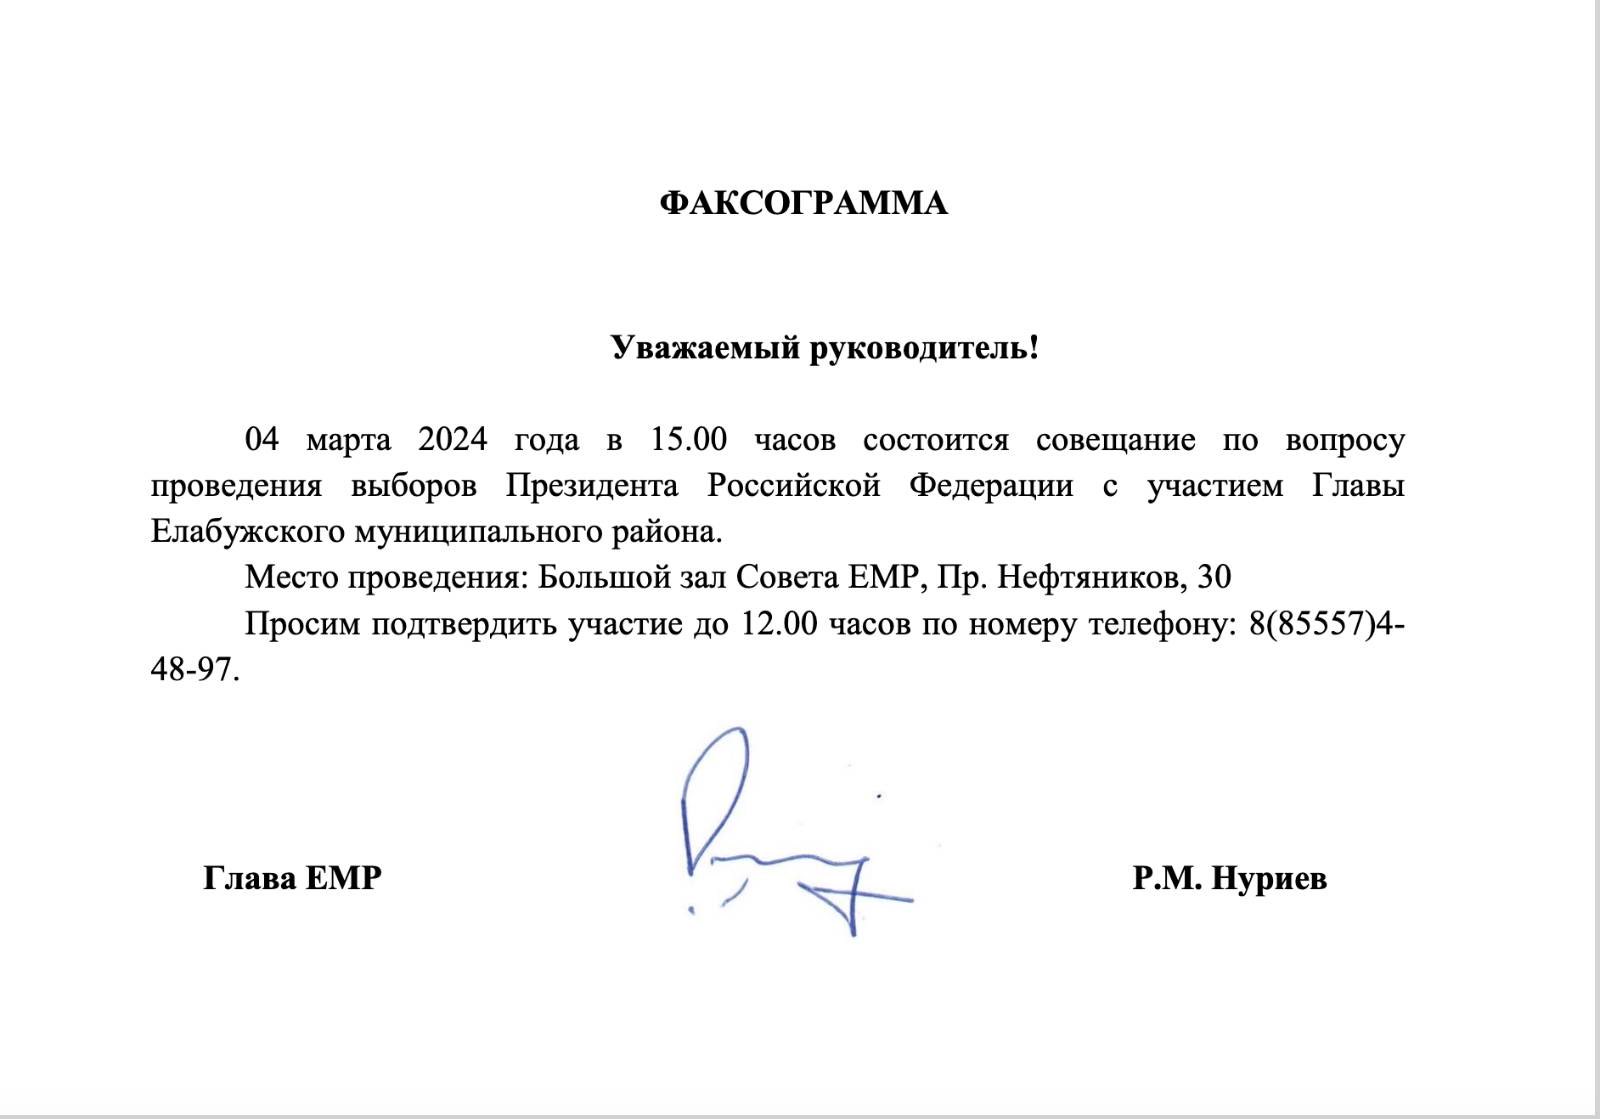 ФАКСОГРАММА
Уважаемый руководитель!
04 марта 2024 года в 15.00 часов состоится совещание по вопросу
проведения выборов Президента Российской Федерации с участием Главы
Елабужского муниципального района.
Место проведения: Большой зал Совета ЕМР, Пр. Нефтяников, 30
Просим подтвердить участие до 12.00 часов по номеру телефону: 8(85557)4-
48-97.
Глава ЕМР Р.М. Нуриев